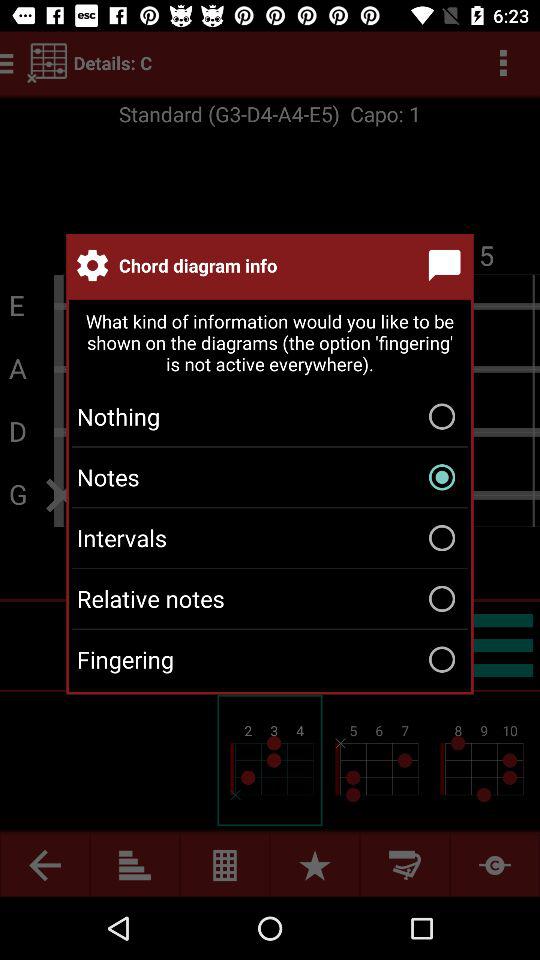 esc
6:23
Details: C
Standard (G3-D4-A4-E5) Capo: 1
5
Chord diagram info
What kind of information would you like to be
shown on the diagrams (the option 'fingering'
is not active everywhere).
E
A
D
G
Nothing
Notes
Intervals
Relative notes
Fingering
2 3 4
5 6 7
8 9 10
C